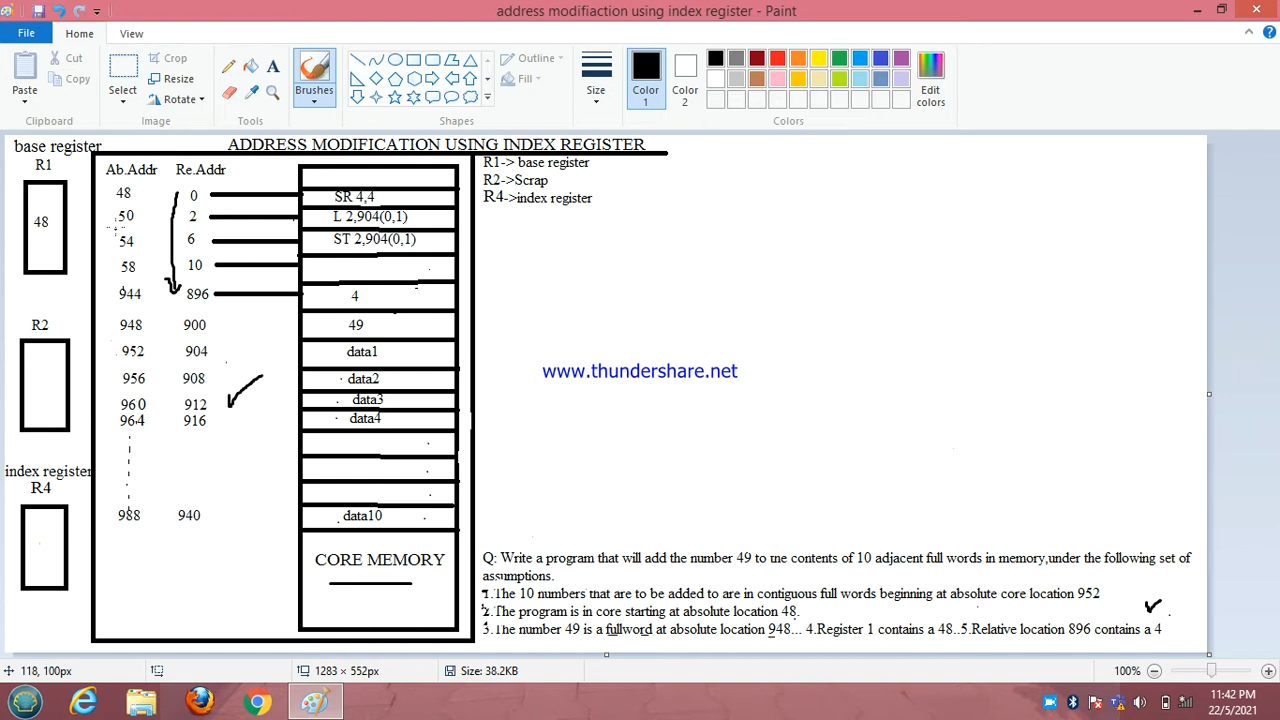 address modifiaction using index register - Paint
File
Home
View
Paste
Cut
Copy
Clipboard
Select
Crop
Resize
Rotate
Image
Tools
Brushes
Outline
Fill
Shapes
Size
Color 1
Color 2
Edit colors
Colors
base register
R1
48
R2
index register
R4
ADDRESS MODIFICATION USING INDEX REGISTER
Ab.Addr Re.Addr
48 0 SR 4,4
50 2 L 2,904(0,1)
54 6 ST 2,904(0,1)
58 10
944 896 4
948 900 49
952 904 data1
956 908 data2
960 912 data3
964 916 data4
988 940 data10
CORE MEMORY
R1-> base register
R2->Scrap
R4->index register
www.thundershare.net
Q: Write a program that will add the number 49 to the contents of 10 adjacent full words in memory,under the following set of
assumptions.
1.The 10 numbers that are to be added to are in contiguous full words beginning at absolute core location 952
2.The program is in core starting at absolute location 48.
3.The number 49 is a fullword at absolute location 948... 4.Register 1 contains a 48..5.Relative location 896 contains a 4
118, 100px
1283 × 552px
Size: 38.2KB
100%
11:42 PM
22/5/2021